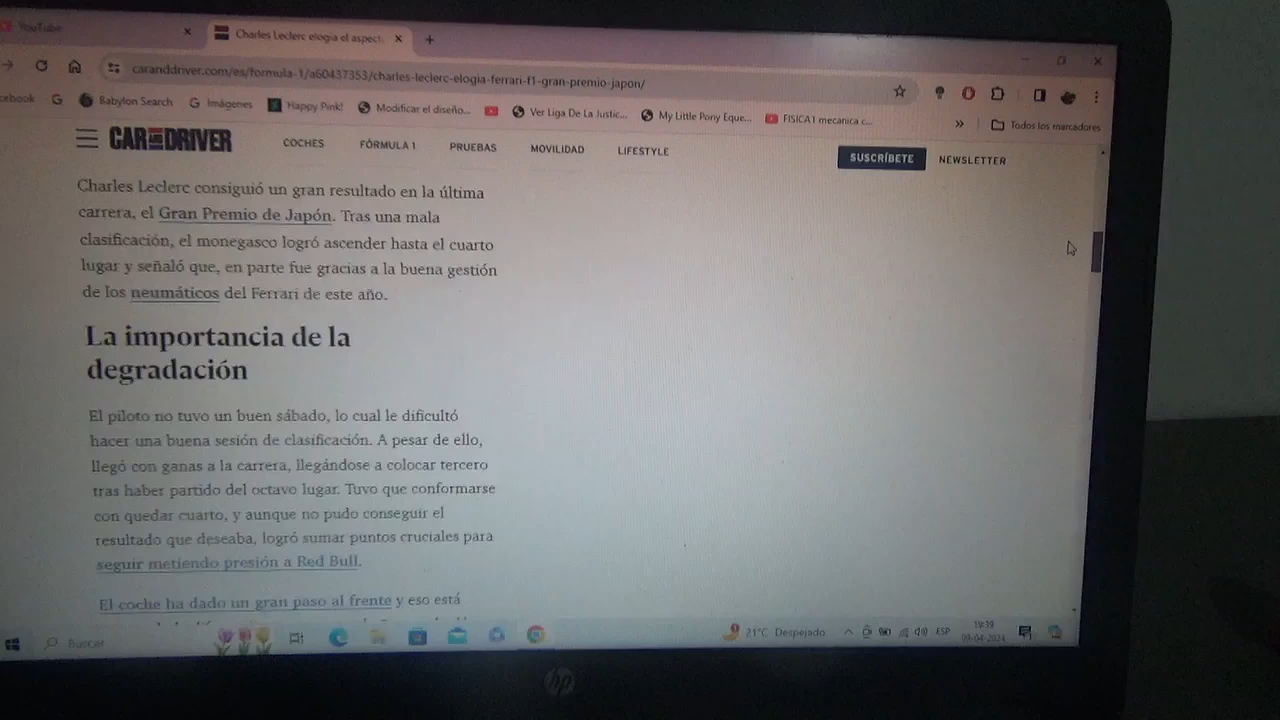 YouTube
Charles Leclerc elogia el aspect
caranddriver.com/es/formula-1/a60437353/charles-leclerc-elogia-ferrari-f1-gran-premio-japon/
cebook
Babylon Search
Imágenes
Happy Pink!
Modificar el diseño...
Ver Liga De La Justic...
My Little Pony Eque...
FISICA I mecanica c...
»
Todos los marcadores
CAR AND DRIVER
COCHES
FÓRMULA 1
PRUEBAS
MOVILIDAD
LIFESTYLE
SUSCRÍBETE
NEWSLETTER
Charles Leclerc consiguió un gran resultado en la última
carrera, el Gran Premio de Japón. Tras una mala
clasificación, el monegasco logró ascender hasta el cuarto
lugar y señaló que, en parte fue gracias a la buena gestión
de los neumáticos del Ferrari de este año.
La importancia de la
degradación
El piloto no tuvo un buen sábado, lo cual le dificultó
hacer una buena sesión de clasificación. A pesar de ello,
llegó con ganas a la carrera, llegándose a colocar tercero
tras haber partido del octavo lugar. Tuvo que conformarse
con quedar cuarto, y aunque no pudo conseguir el
resultado que deseaba, logró sumar puntos cruciales para
seguir metiendo presión a Red Bull.
El coche ha dado un gran paso al frente y eso está
Buscar
21°C Despejado
ESP
19:39
09-04-2024
hp